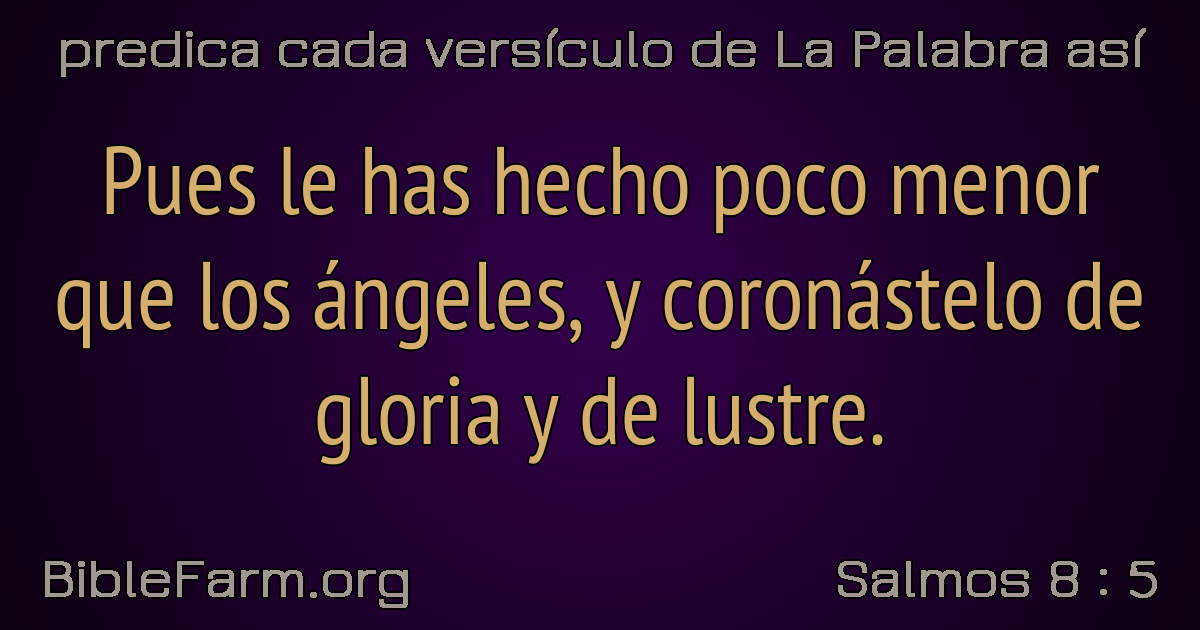 predica cada versículo de La Palabra así
Pues le has hecho poco menor
que los ángeles, y coronástelo de
gloria y de lustre.
BibleFarm.org
Salmos 8 : 5